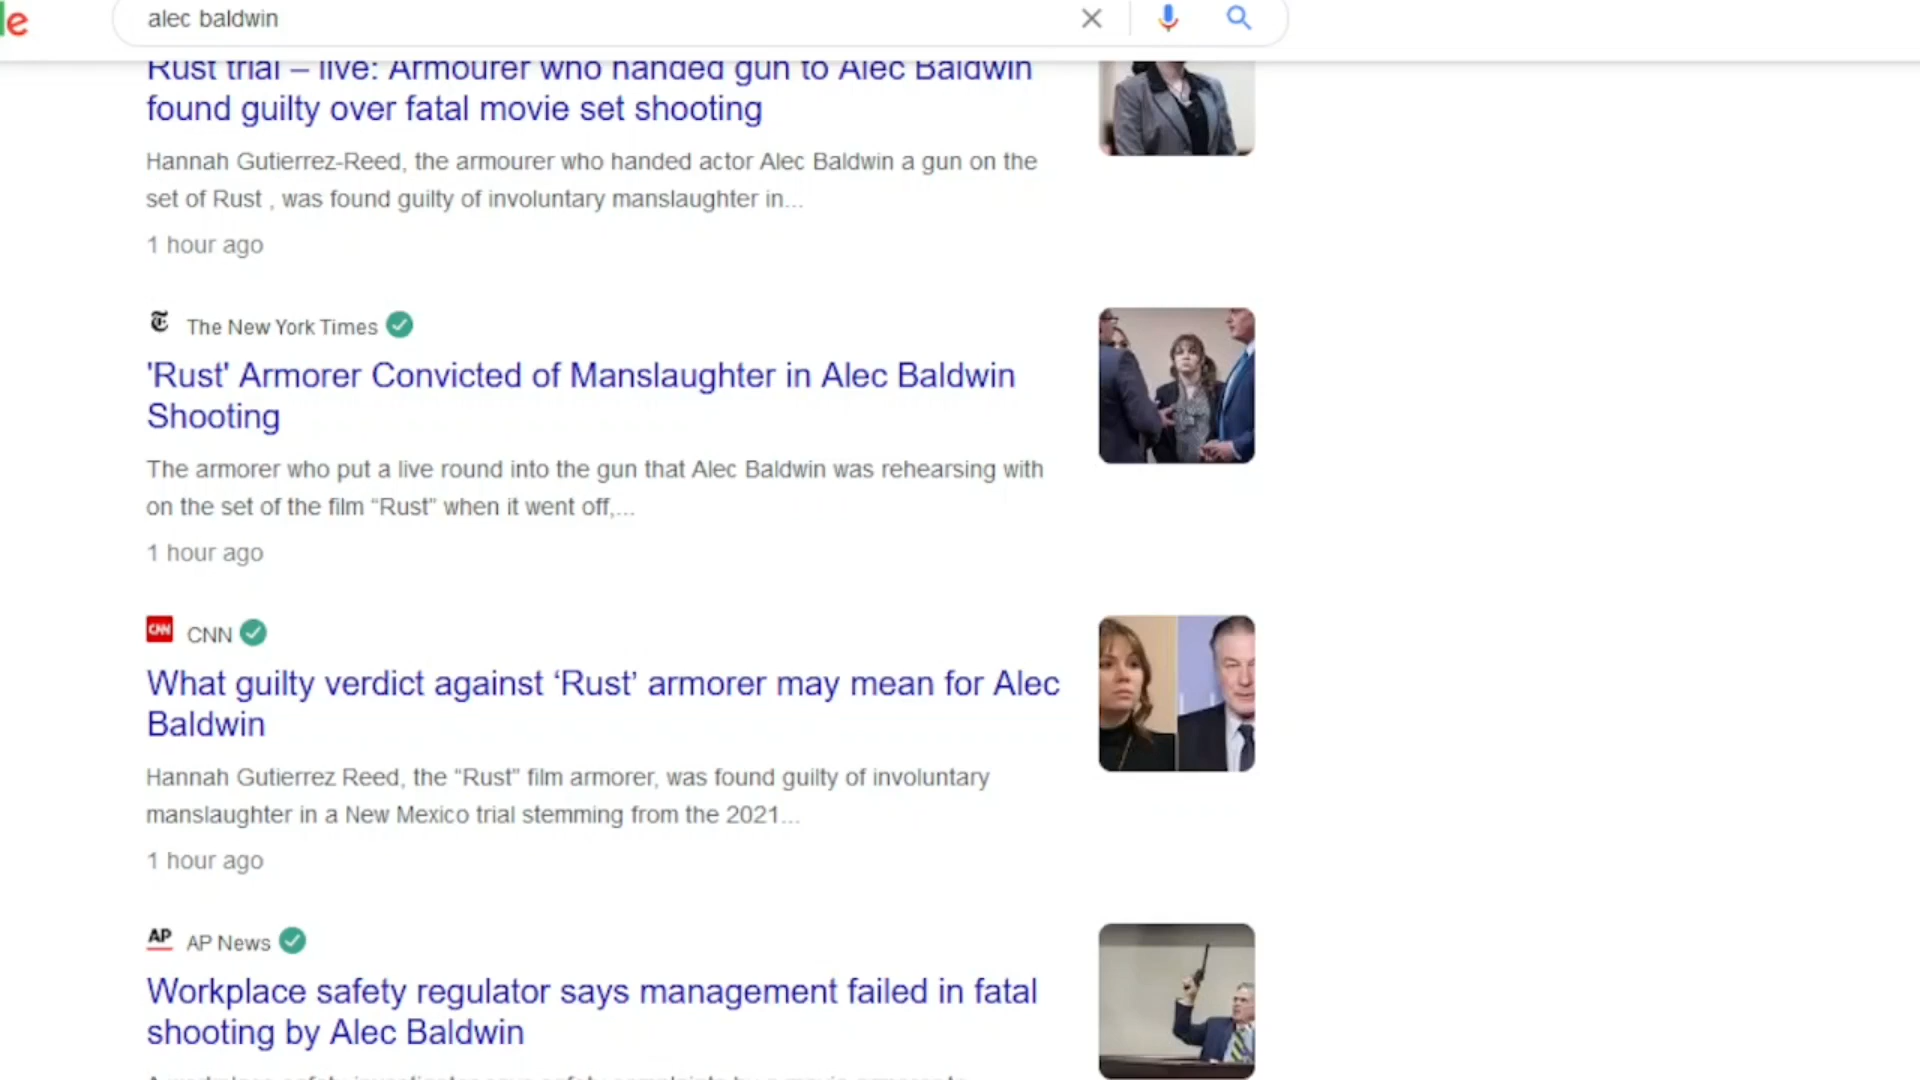 le
alec baldwin
Rust trial – live: Armourer who handed gun to Alec Baldwin
found guilty over fatal movie set shooting
Hannah Gutierrez-Reed, the armourer who handed actor Alec Baldwin a gun on the
set of Rust , was found guilty of involuntary manslaughter in...
1 hour ago
The New York Times
'Rust' Armorer Convicted of Manslaughter in Alec Baldwin
Shooting
The armorer who put a live round into the gun that Alec Baldwin was rehearsing with
on the set of the film “Rust” when it went off,...
1 hour ago
CNN CNN
What guilty verdict against ‘Rust’ armorer may mean for Alec
Baldwin
Hannah Gutierrez Reed, the “Rust” film armorer, was found guilty of involuntary
manslaughter in a New Mexico trial stemming from the 2021...
1 hour ago
AP AP News
Workplace safety regulator says management failed in fatal
shooting by Alec Baldwin